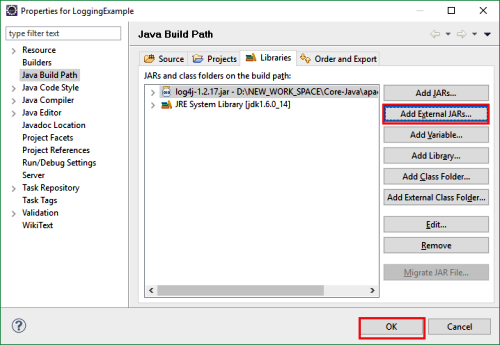 Properties for LoggingExample
type filter text
Resource
Builders
Java Build Path
Java Code Style
Java Compiler
Java Editor
Javadoc Location
Project Facets
Project References
Run/Debug Settings
Server
Task Repository
Task Tags
Validation
WikiText
Java Build Path
Source
Projects
Libraries
Order and Export
JARs and class folders on the build path:
log4j-1.2.17.jar - D:\NEW_WORK_SPACE\Core-Java\apac
JRE System Library [jdk1.6.0_14]
Add JARs...
Add External JARs...
Add Variable...
Add Library...
Add Class Folder...
Add External Class Folder...
Edit...
Remove
Migrate JAR File...
OK
Cancel